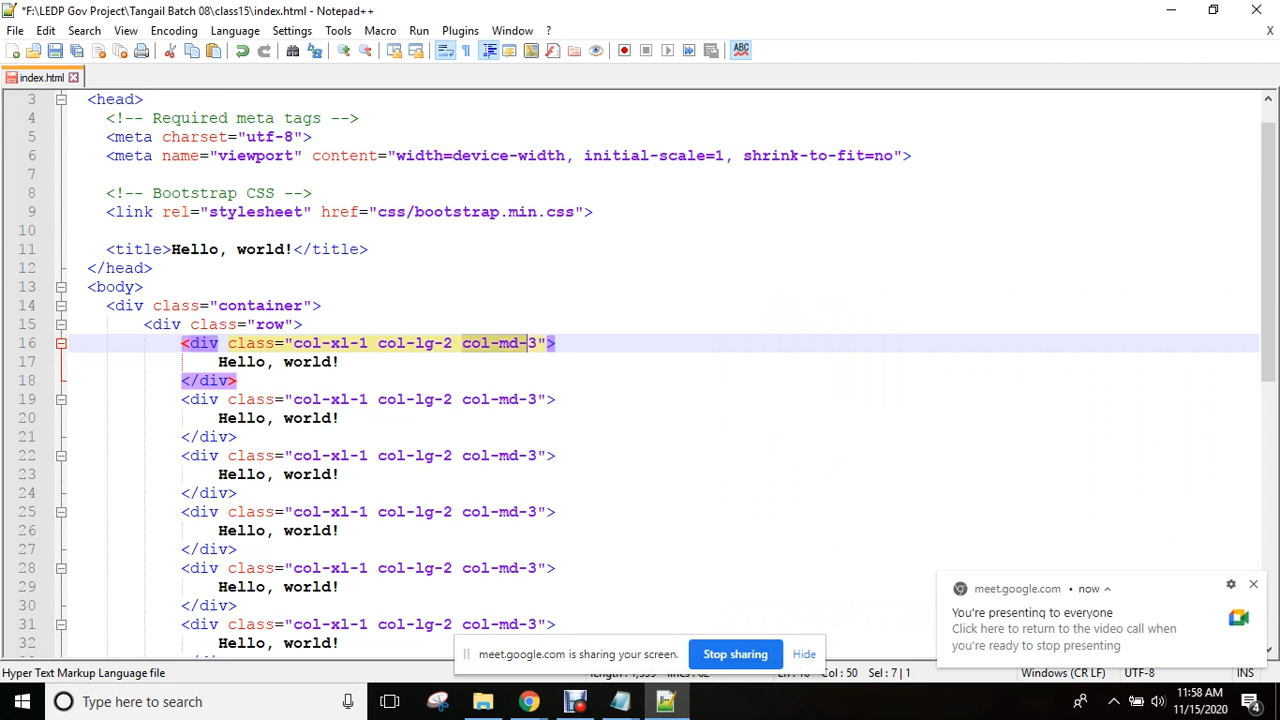 *F:\LEDP Gov Project\Tangail Batch 08\class15\index.html - Notepad++
File Edit Search View Encoding Language Settings Tools Macro Run Plugins Window ? X
ABC
index.html
3 <head>
4 <!-- Required meta tags -->
5 <meta charset="utf-8">
6 <meta name="viewport" content="width=device-width, initial-scale=1, shrink-to-fit=no">
7
8 <!-- Bootstrap CSS -->
9 <link rel="stylesheet" href="css/bootstrap.min.css">
10
11 <title>Hello, world!</title>
12 </head>
13 <body>
14 <div class="container">
15 <div class="row">
16 <div class="col-xl-1 col-lg-2 col-md-3">
17 Hello, world!
18 </div>
19 <div class="col-xl-1 col-lg-2 col-md-3">
20 Hello, world!
21 </div>
22 <div class="col-xl-1 col-lg-2 col-md-3">
23 Hello, world!
24 </div>
25 <div class="col-xl-1 col-lg-2 col-md-3">
26 Hello, world!
27 </div>
28 <div class="col-xl-1 col-lg-2 col-md-3">
29 Hello, world!
30 </div>
31 <div class="col-xl-1 col-lg-2 col-md-3">
32 Hello, world!
meet.google.com • now
You're presenting to everyone
Click here to return to the video call when
you're ready to stop presenting
meet.google.com is sharing your screen. Stop sharing Hide
Hyper Text Markup Language file Col : 50 Sel : 7 | 1 Windows (CR LF) UTF-8
Type here to search
11:58 AM
11/15/2020
4